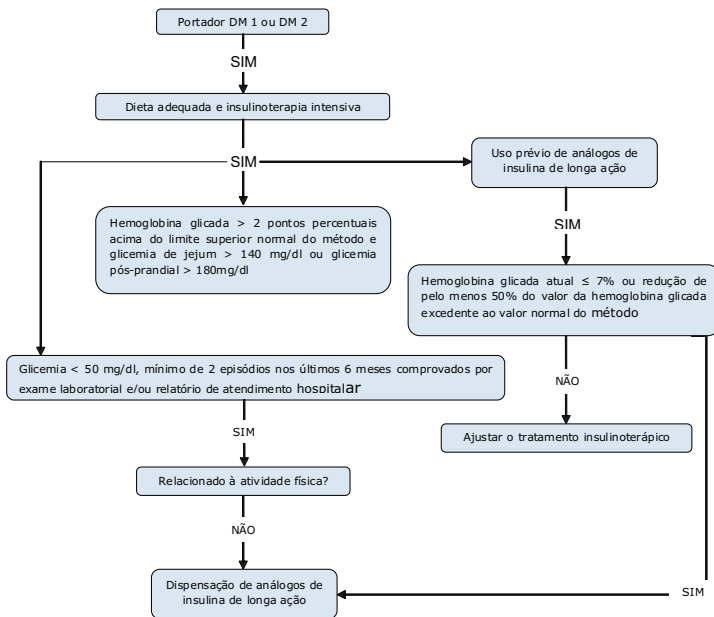 Portador DM 1 ou DM 2
SIM
Dieta adequada e insulinoterapia intensiva
SIM
Uso prévio de análogos de
insulina de longa ação
SIM
Hemoglobina glicada > 2 pontos percentuais
acima do limite superior normal do método e
glicemia de jejum > 140 mg/dl ou glicemia
pós-prandial > 180mg/dl
Hemoglobina glicada atual ≤ 7% ou redução de
pelo menos 50% do valor da hemoglobina glicada
excedente ao valor normal do método
Glicemia < 50 mg/dl, mínimo de 2 episódios nos últimos 6 meses comprovados por
exame laboratorial e/ou relatório de atendimento hospitalar
NÃO
SIM
Ajustar o tratamento insulinoterápico
Relacionado à atividade física?
NÃO
Dispensação de análogos de
insulina de longa ação
SIM